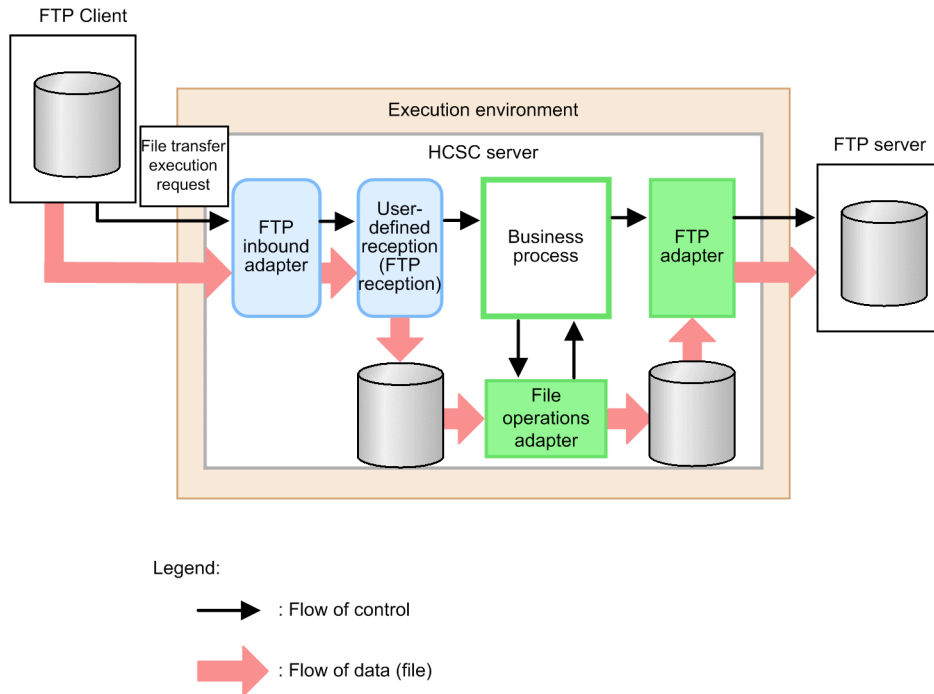 FTP Client
Execution environment
File transfer
execution
request
HCSC server
FTP server
FTP
inbound
adapter
User-
defined
reception
(FTP
reception)
Business
process
FTP
adapter
File
operations
adapter
Legend:
: Flow of control
: Flow of data (file)